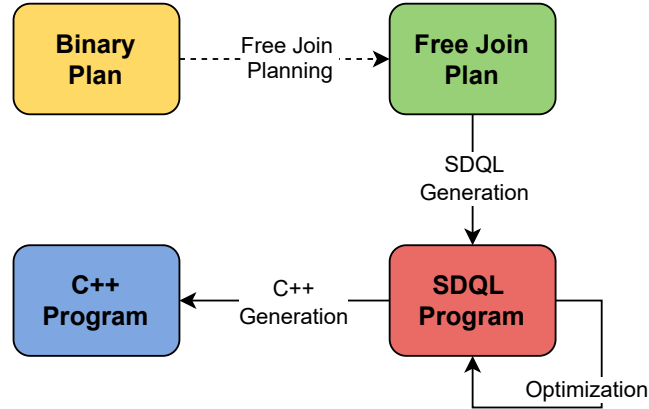 Binary
Plan
Free Join
Planning
Free Join
Plan
SDQL
Generation
C++
Program
C++
Generation
SDQL
Program
Optimization